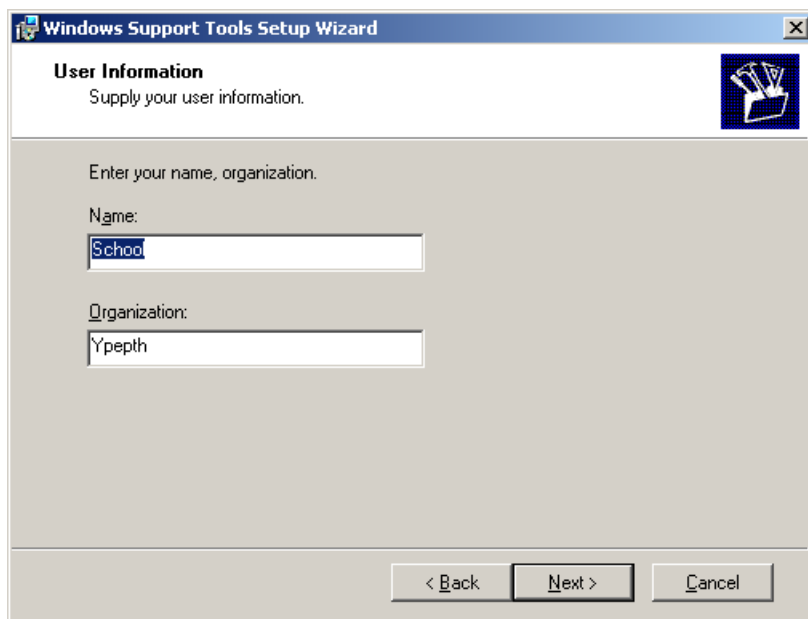 Windows Support Tools Setup Wizard
User Information
Supply your user information.
Enter your name, organization.
Name:
School
Organization:
Ypepth
< Back
Next >
Cancel